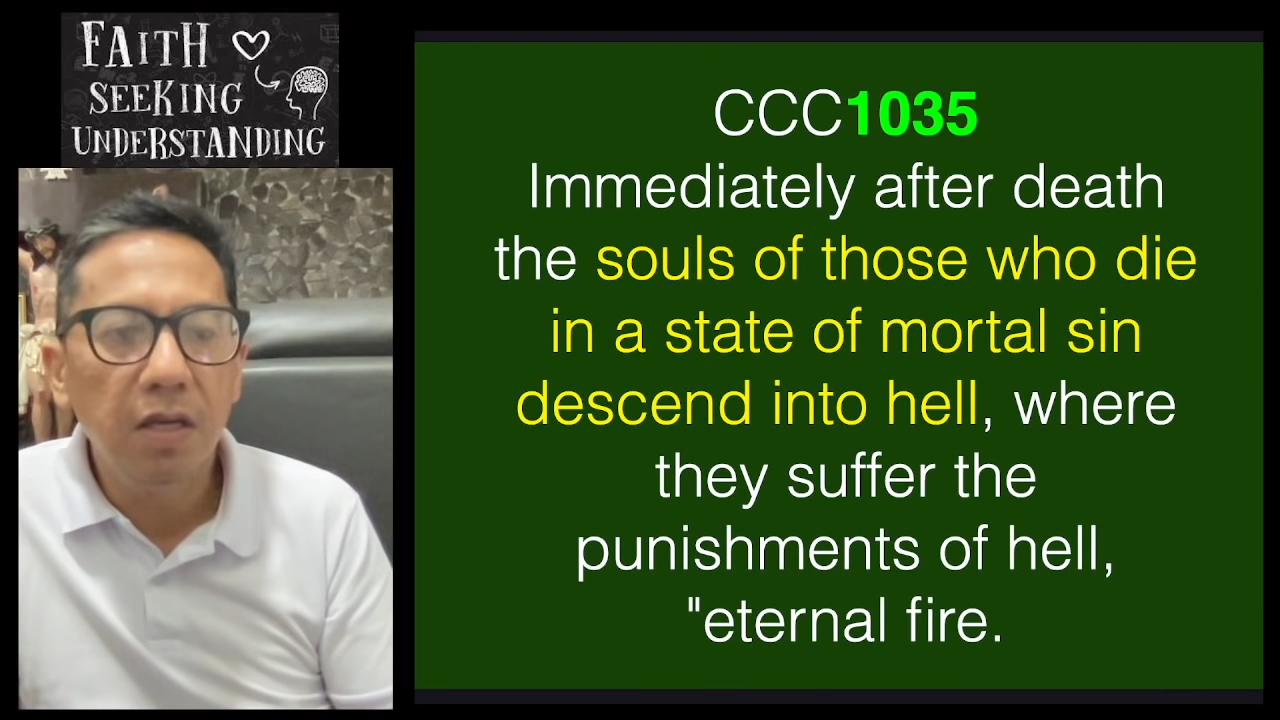 FAITH
SEEKING
UNDERSTANDING
CCC1035
Immediately after death
the souls of those who die
in a state of mortal sin
descend into hell, where
they suffer the
punishments of hell,
"eternal fire.